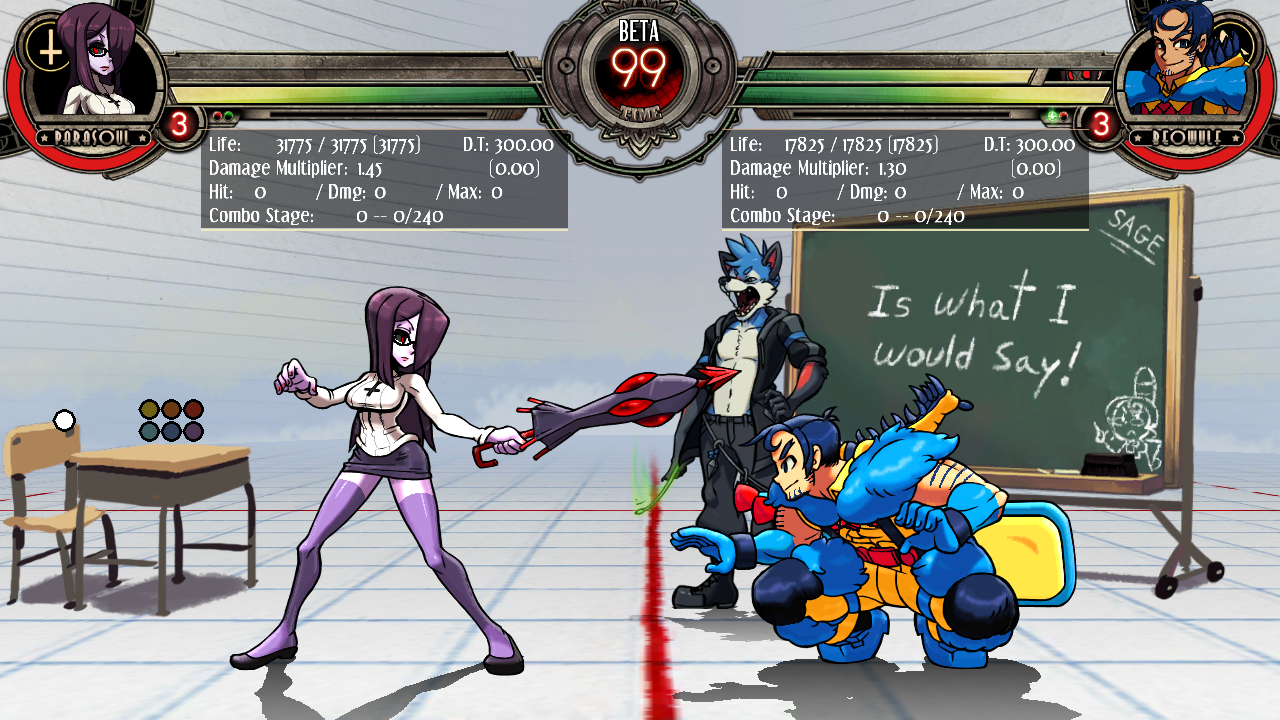 BETA
99
TIME
PARASOUL
3
3
BEOWULF
Life: 31775 / 31775 [31775] D.T: 300.00
Damage Multiplier: 1.45 [0.00]
Hit: 0 / Dmg: 0 / Max: 0
Combo Stage: 0 -- 0/240
Life: 17825 / 17825 [17825] D.T: 300.00
Damage Multiplier: 1.30 [0.00]
Hit: 0 / Dmg: 0 / Max: 0
Combo Stage: 0 -- 0/240
SAGE
Is what I
would say!